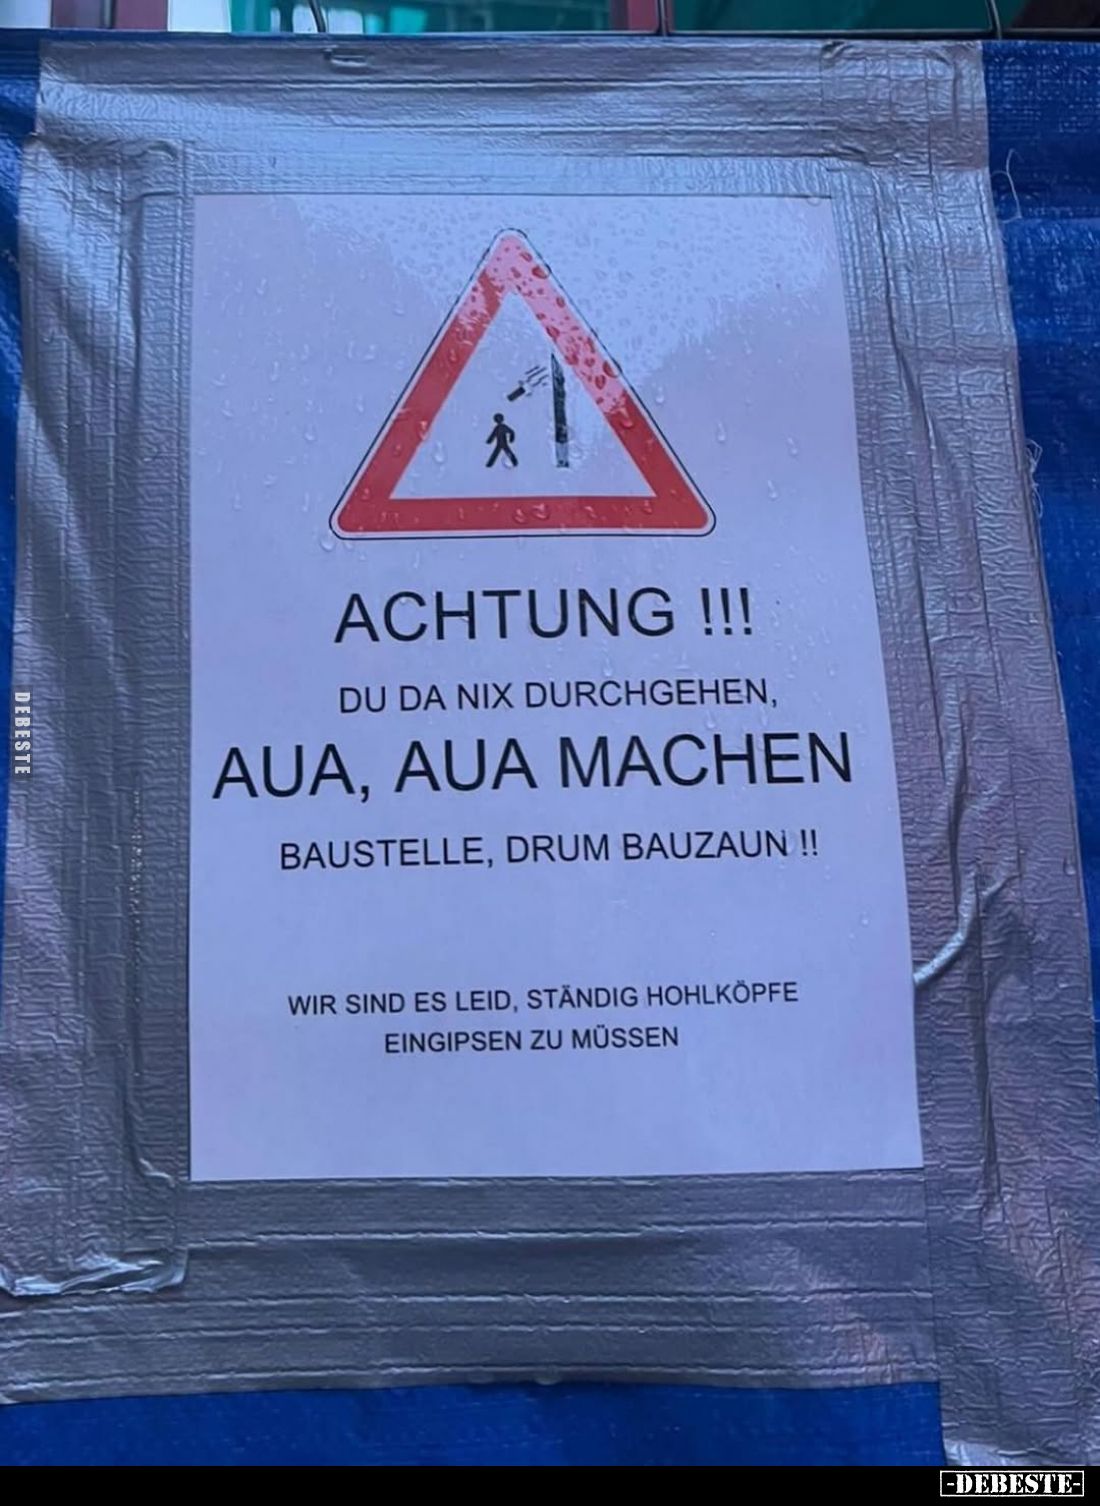 ACHTUNG !!!
DU DA NIX DURCHGEHEN,
AUA, AUA MACHEN
BAUSTELLE, DRUM BAUZAUN !!
WIR SIND ES LEID, STÄNDIG HOHLKÖPFE
EINGIPSEN ZU MÜSSEN
DEBESTE
-DEBESTE-